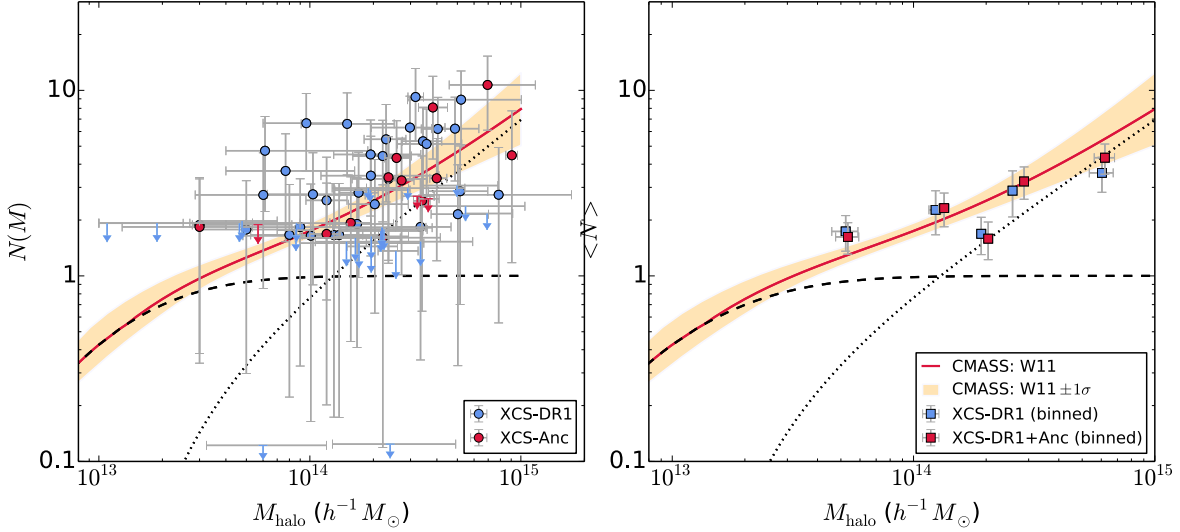 N(M)
10
1
0.1
10^13
10^14
10^15
M_halo (h^−1 M_⊙)
XCS-DR1
XCS-Anc
<N>
10
1
0.1
10^13
10^14
10^15
M_halo (h^−1 M_⊙)
CMASS: W11
CMASS: W11 ±1σ
XCS-DR1 (binned)
XCS-DR1+Anc (binned)